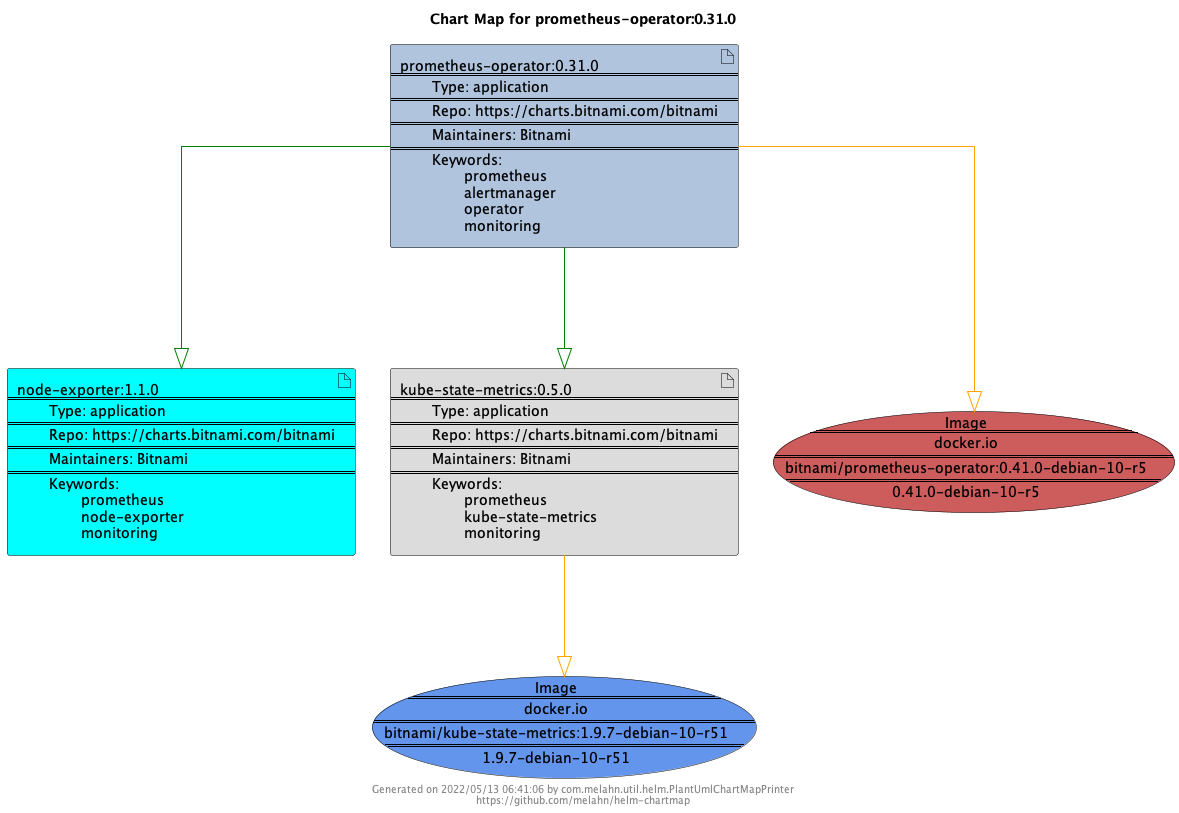 Chart Map for prometheus-operator:0.31.0
prometheus-operator:0.31.0
Type: application
Repo: https://charts.bitnami.com/bitnami
Maintainers: Bitnami
Keywords:
prometheus
alertmanager
operator
monitoring
node-exporter:1.1.0
Type: application
Repo: https://charts.bitnami.com/bitnami
Maintainers: Bitnami
Keywords:
prometheus
node-exporter
monitoring
kube-state-metrics:0.5.0
Type: application
Repo: https://charts.bitnami.com/bitnami
Maintainers: Bitnami
Keywords:
prometheus
kube-state-metrics
monitoring
Image
docker.io
bitnami/prometheus-operator:0.41.0-debian-10-r5
0.41.0-debian-10-r5
Image
docker.io
bitnami/kube-state-metrics:1.9.7-debian-10-r51
1.9.7-debian-10-r51
Generated on 2022/05/13 06:41:06 by com.melahn.util.helm.PlantUmlChartMapPrinter
https://github.com/melahn/helm-chartmap